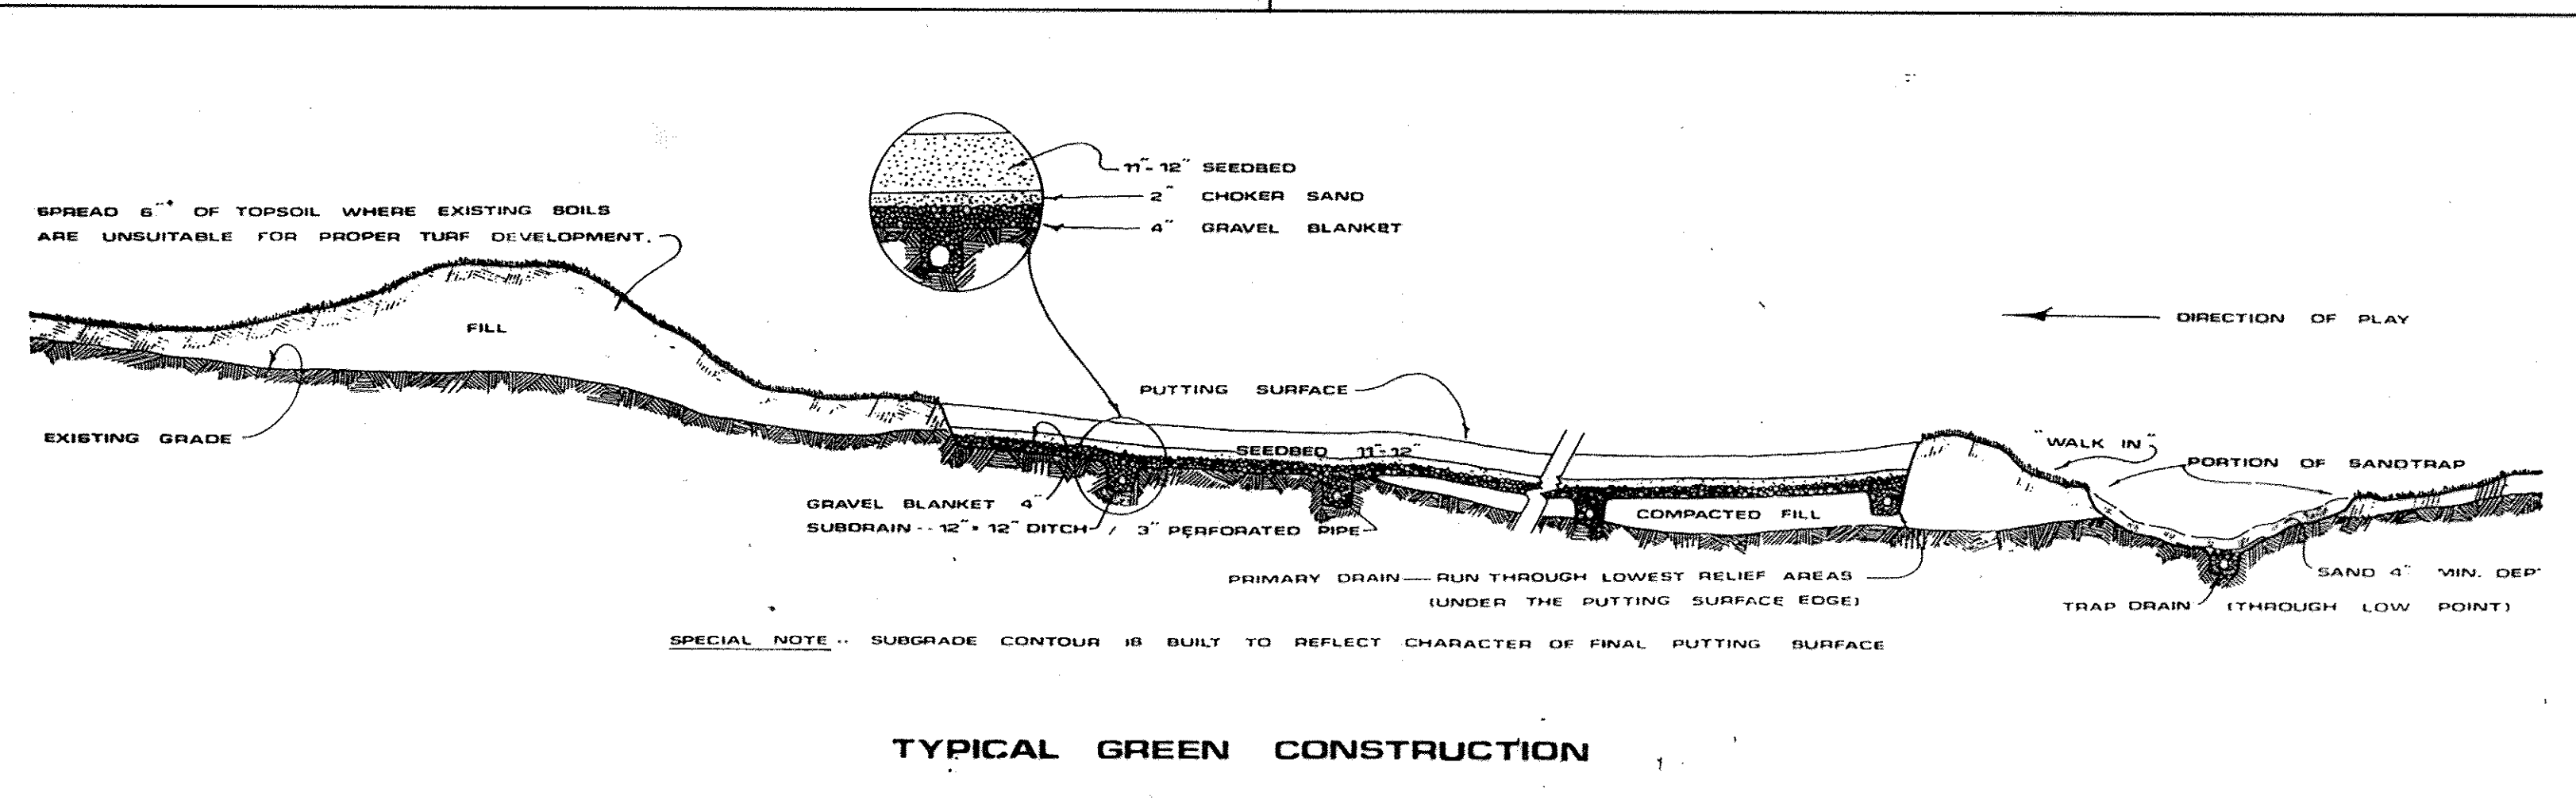 11"-12" SEEDBED
2" CHOKER SAND
4" GRAVEL BLANKET
SPREAD 6"+ OF TOPSOIL WHERE EXISTING SOILS
ARE UNSUITABLE FOR PROPER TURF DEVELOPMENT.
FILL
DIRECTION OF PLAY
PUTTING SURFACE
EXISTING GRADE
"WALK IN"
SEEDBED 11"-12"
PORTION OF SANDTRAP
GRAVEL BLANKET 4"
COMPACTED FILL
SUBDRAIN -- 12" x 12" DITCH / 3" PERFORATED PIPE
PRIMARY DRAIN — RUN THROUGH LOWEST RELIEF AREAS
(UNDER THE PUTTING SURFACE EDGE)
SAND 4" MIN. DEP
TRAP DRAIN (THROUGH LOW POINT)
SPECIAL NOTE -- SUBGRADE CONTOUR IS BUILT TO REFLECT CHARACTER OF FINAL PUTTING SURFACE
TYPICAL GREEN CONSTRUCTION